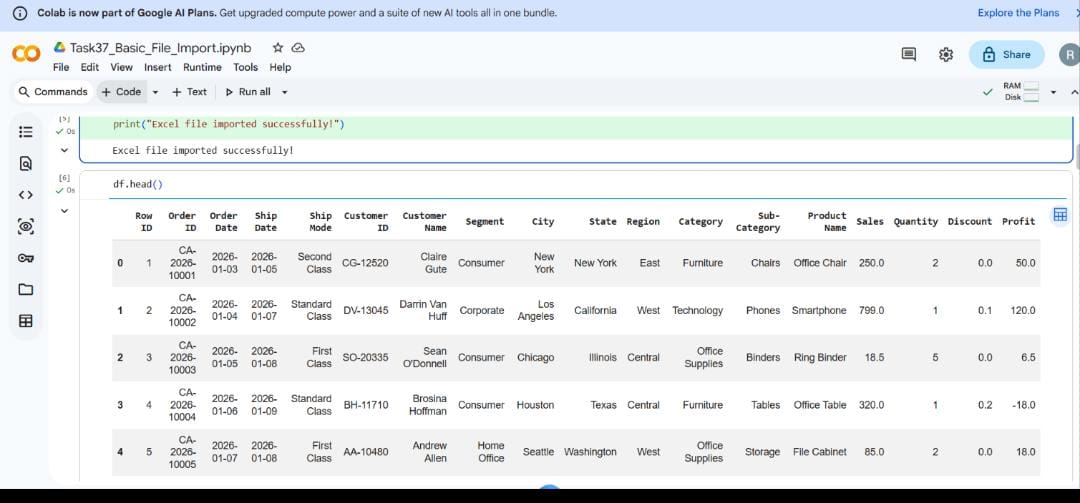 Colab is now part of Google AI Plans. Get upgraded compute power and a suite of new AI tools all in one bundle. Explore the Plans
Task37_Basic_File_Import.ipynb
Share
R
File Edit View Insert Runtime Tools Help
Commands + Code + Text Run all
RAM
Disk
[5]
0s
print("Excel file imported successfully!")
Excel file imported successfully!
[6]
0s
df.head()
Row ID Order ID Order Date Ship Date Ship Mode Customer ID Customer Name Segment City State Region Category Sub-Category Product Name Sales Quantity Discount Profit
0 1 CA-2026-10001 2026-01-03 2026-01-05 Second Class CG-12520 Claire Gute Consumer New York New York East Furniture Chairs Office Chair 250.0 2 0.0 50.0
1 2 CA-2026-10002 2026-01-04 2026-01-07 Standard Class DV-13045 Darrin Van Huff Corporate Los Angeles California West Technology Phones Smartphone 799.0 1 0.1 120.0
2 3 CA-2026-10003 2026-01-05 2026-01-08 First Class SO-20335 Sean O'Donnell Consumer Chicago Illinois Central Office Supplies Binders Ring Binder 18.5 5 0.0 6.5
3 4 CA-2026-10004 2026-01-06 2026-01-09 Standard Class BH-11710 Brosina Hoffman Consumer Houston Texas Central Furniture Tables Office Table 320.0 1 0.2 -18.0
4 5 CA-2026-10005 2026-01-07 2026-01-08 First Class AA-10480 Andrew Allen Home Office Seattle Washington West Office Supplies Storage File Cabinet 85.0 2 0.0 18.0